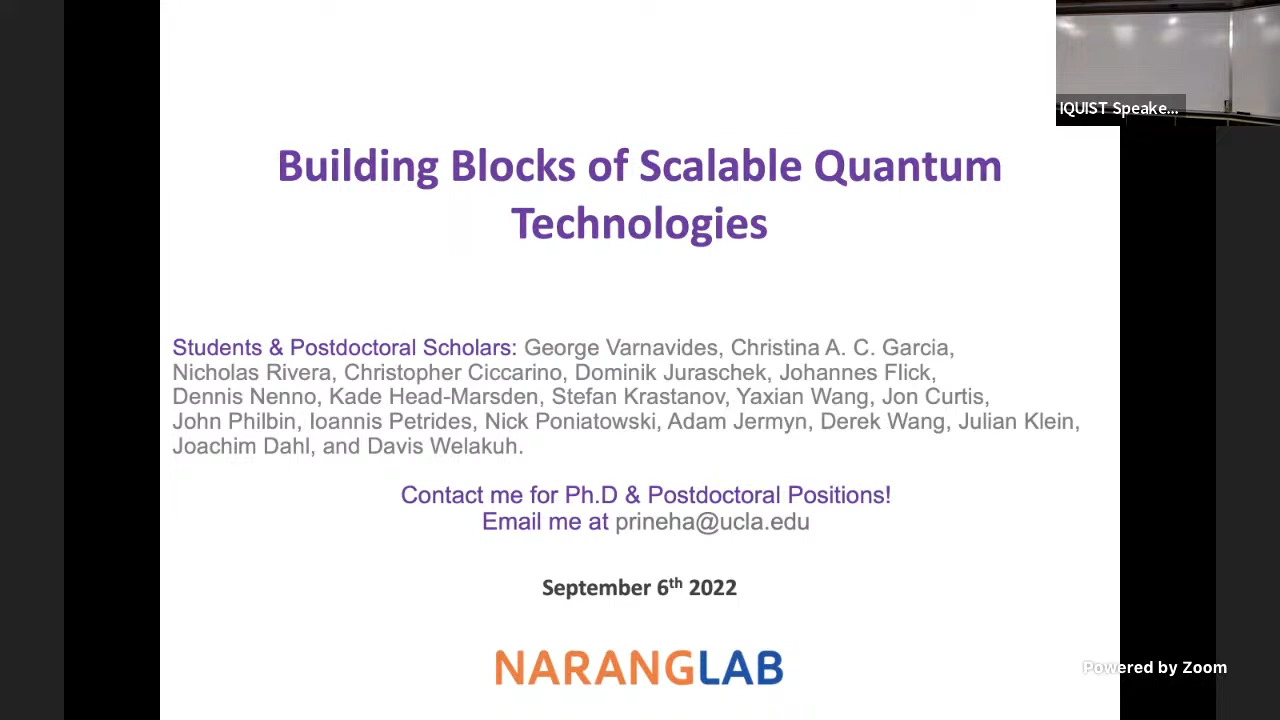 IQUIST Speake...
Building Blocks of Scalable Quantum
Technologies
Students & Postdoctoral Scholars: George Varnavides, Christina A. C. Garcia,
Nicholas Rivera, Christopher Ciccarino, Dominik Juraschek, Johannes Flick,
Dennis Nenno, Kade Head-Marsden, Stefan Krastanov, Yaxian Wang, Jon Curtis,
John Philbin, Ioannis Petrides, Nick Poniatowski, Adam Jermyn, Derek Wang, Julian Klein,
Joachim Dahl, and Davis Welakuh.
Contact me for Ph.D & Postdoctoral Positions!
Email me at prineha@ucla.edu
September 6th 2022
NARANGLAB
Powered by Zoom